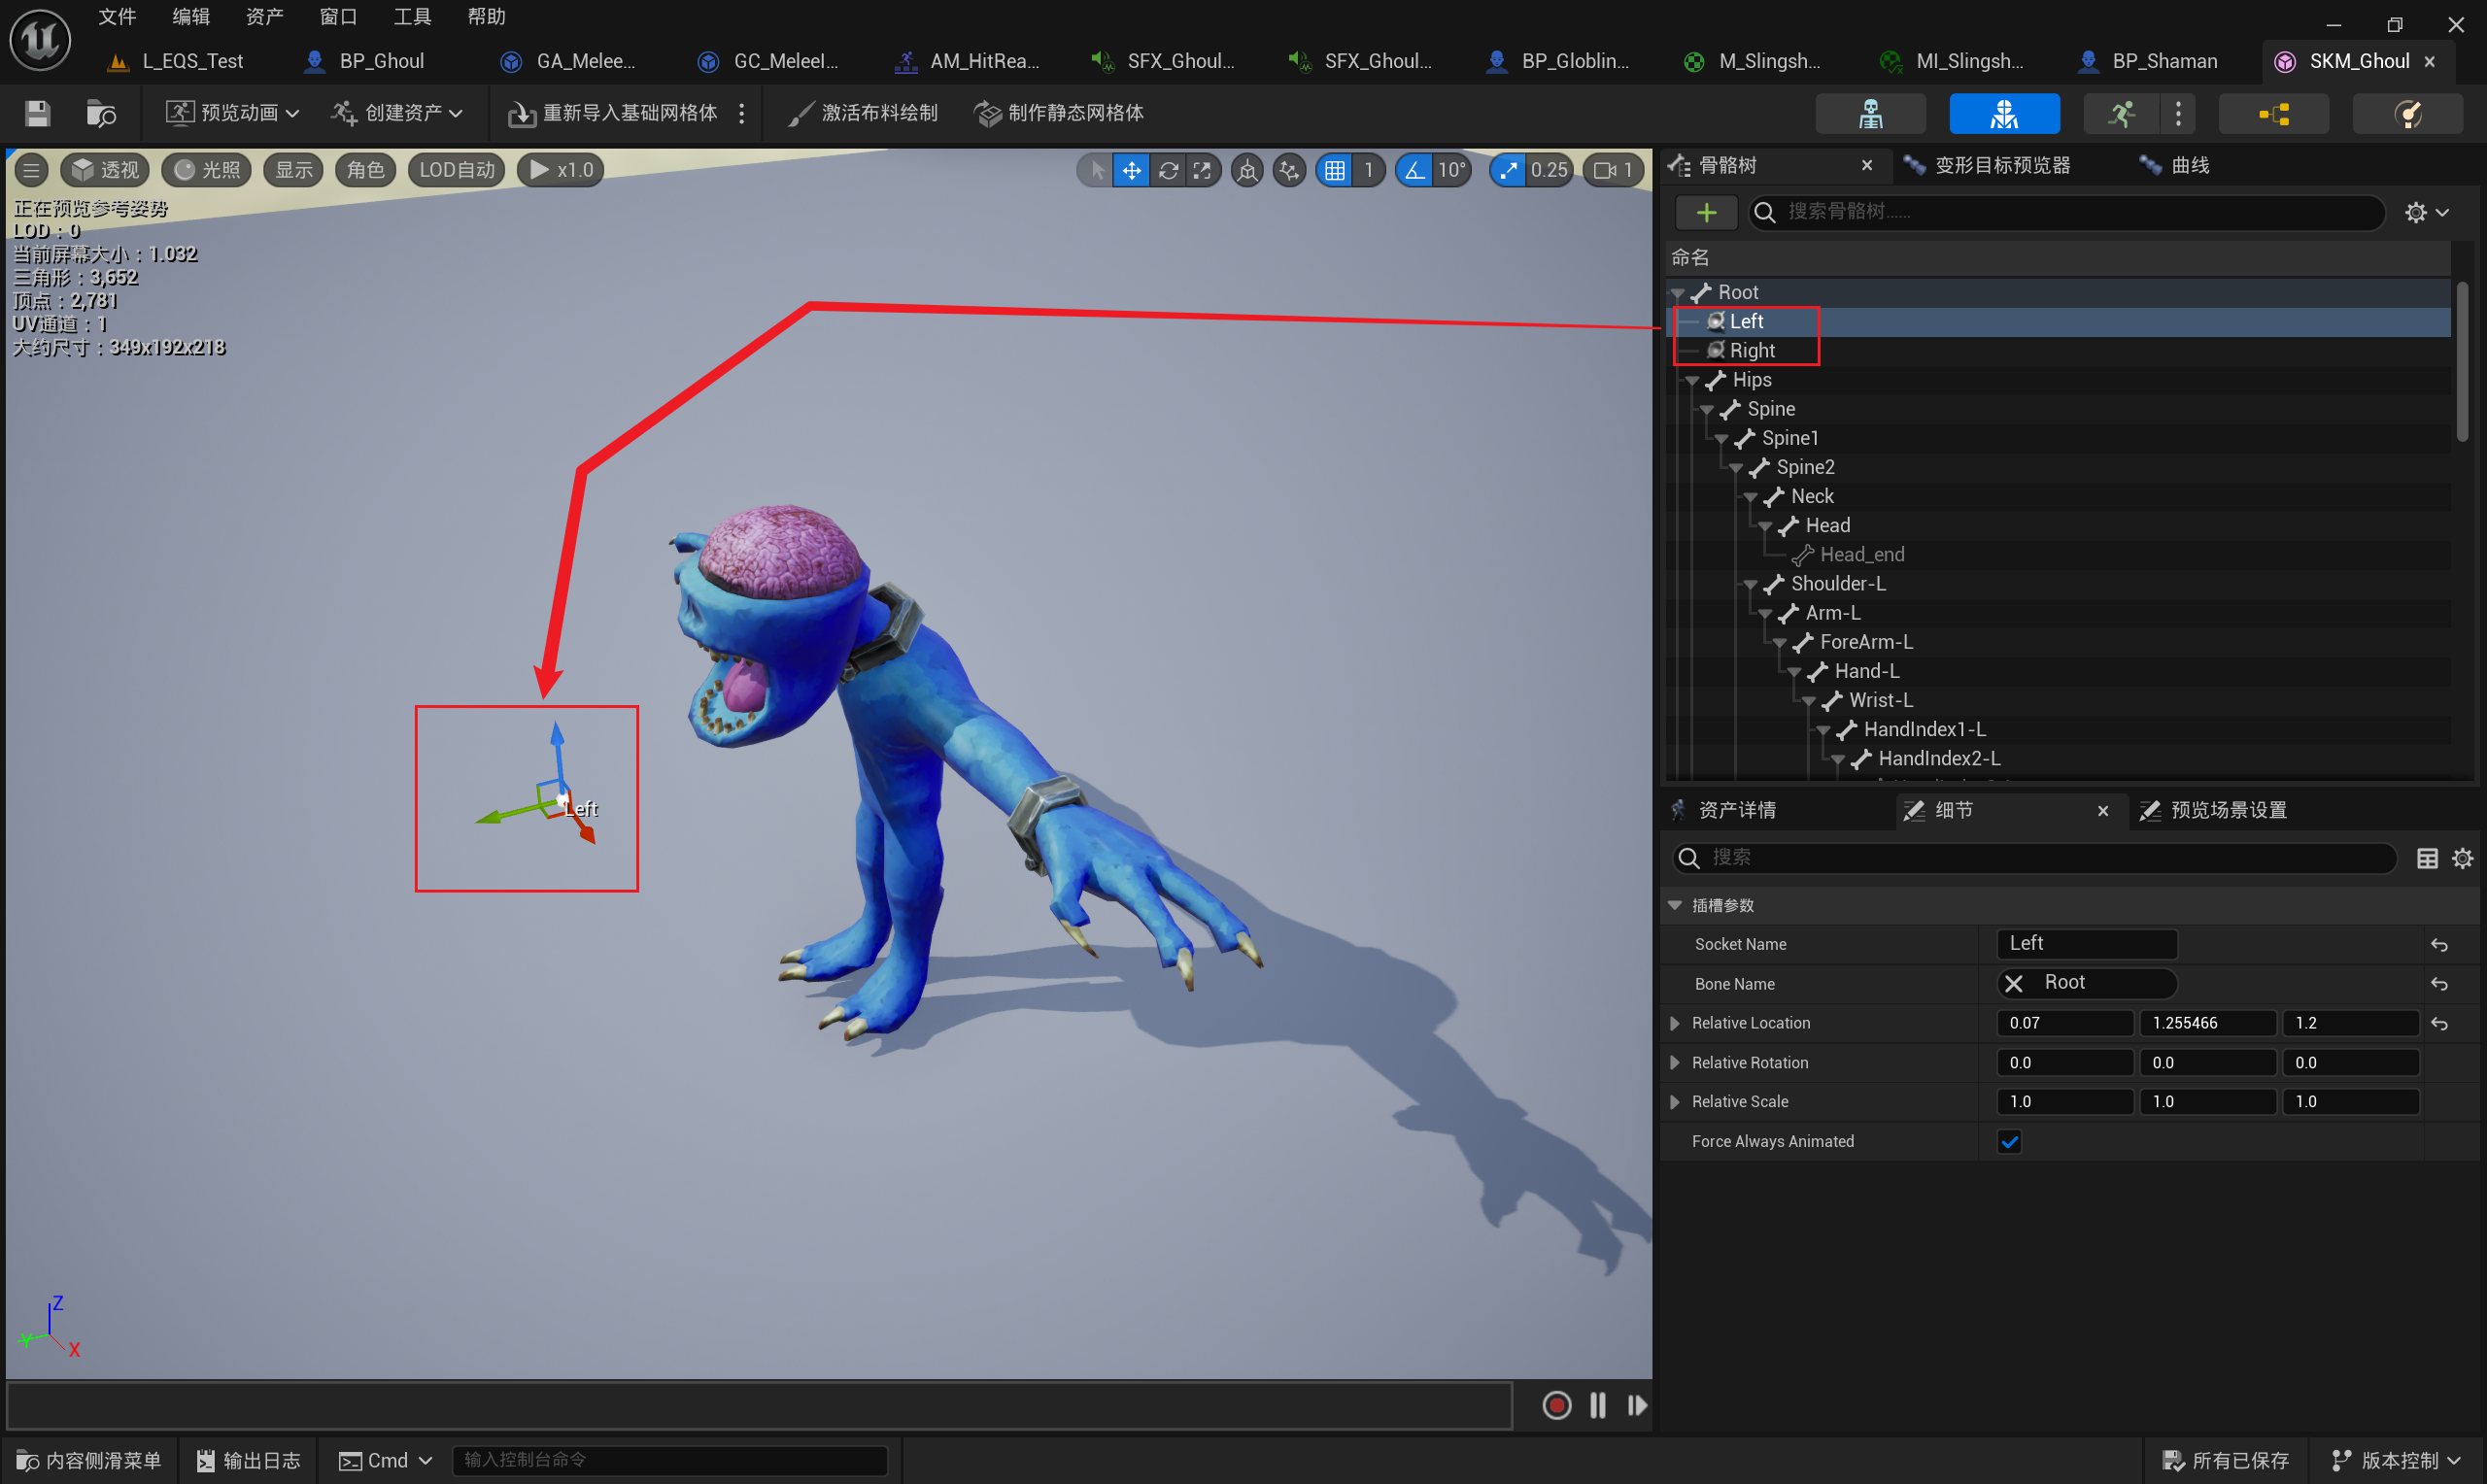 文件 编辑 资产 窗口 工具 帮助
L_EQS_Test BP_Ghoul GA_Melee... GC_MeleeI... AM_HitRea... SFX_Ghoul... SFX_Ghoul... BP_Globlin... M_Slingsh... MI_Slingsh... BP_Shaman SKM_Ghoul
预览动画 创建资产 重新导入基础网格体 激活布料绘制 制作静态网格体
透视 光照 显示 角色 LOD自动 x1.0 1 10° 0.25 1
正在预览参考姿势
LOD：0
当前屏幕大小：1.032
三角形：3,652
顶点：2,781
UV通道：1
大约尺寸：349x192x218
Left
Z
Y
X
骨骼树 变形目标预览器 曲线
搜索骨骼树......
命名
Root
Left
Right
Hips
Spine
Spine1
Spine2
Neck
Head
Head_end
Shoulder-L
Arm-L
ForeArm-L
Hand-L
Wrist-L
HandIndex1-L
HandIndex2-L
资产详情 细节 预览场景设置
搜索
插槽参数
Socket Name Left
Bone Name Root
Relative Location 0.07 1.255466 1.2
Relative Rotation 0.0 0.0 0.0
Relative Scale 1.0 1.0 1.0
Force Always Animated
内容侧滑菜单 输出日志 Cmd 输入控制台命令 所有已保存 版本控制